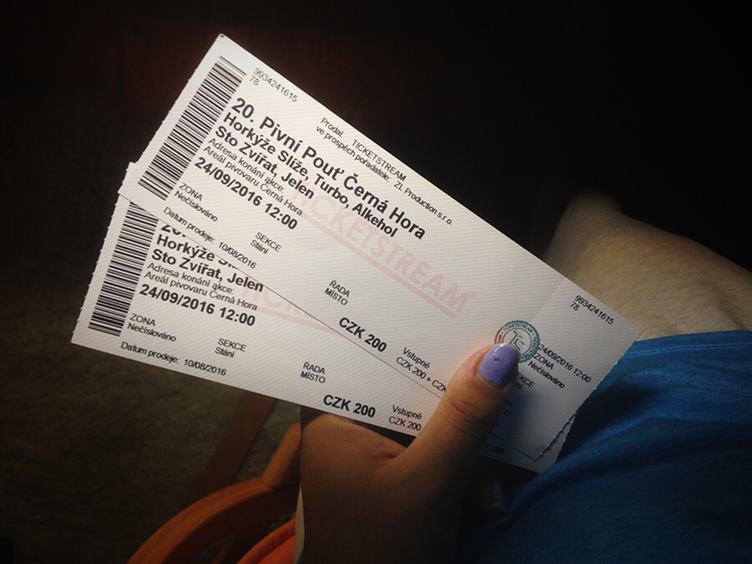 9934241615
78
Prodal TICKETSTREAM
ve prospěch pořadatele: ZL Production s.r.o.
20. Pivní Pouť Černá Hora
Horkýže Slíže, Turbo, Alkehol
Sto Zvířat, Jelen
Adresa konání akce:
Areál pivovaru Černá Hora
24/09/2016 12:00
TICKETSTREAM
ZONA
Nečíslováno
SEKCE
Stání
ŘADA
MÍSTO
Datum prodeje: 10/08/2016
CZK 200
Vstupné
CZK 200 +
9934241615
78
24/09/2016 12:00
ZONA
Nečíslováno
SEKCE
Stání
Horkýže
Sto Zvířat, Jelen
Adresa konání akce:
Areál pivovaru Černá Hora
24/09/2016 12:00
ZONA
Nečíslováno
SEKCE
Stání
ŘADA
MÍSTO
Datum prodeje: 10/08/2016
CZK 200
Vstupné
CZK 200